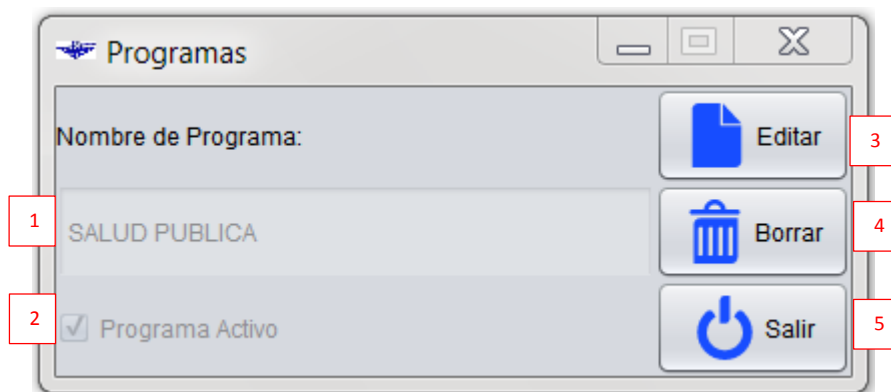 Programas
Nombre de Programa:
Editar
3
1
SALUD PUBLICA
Borrar
4
2
Programa Activo
Salir
5